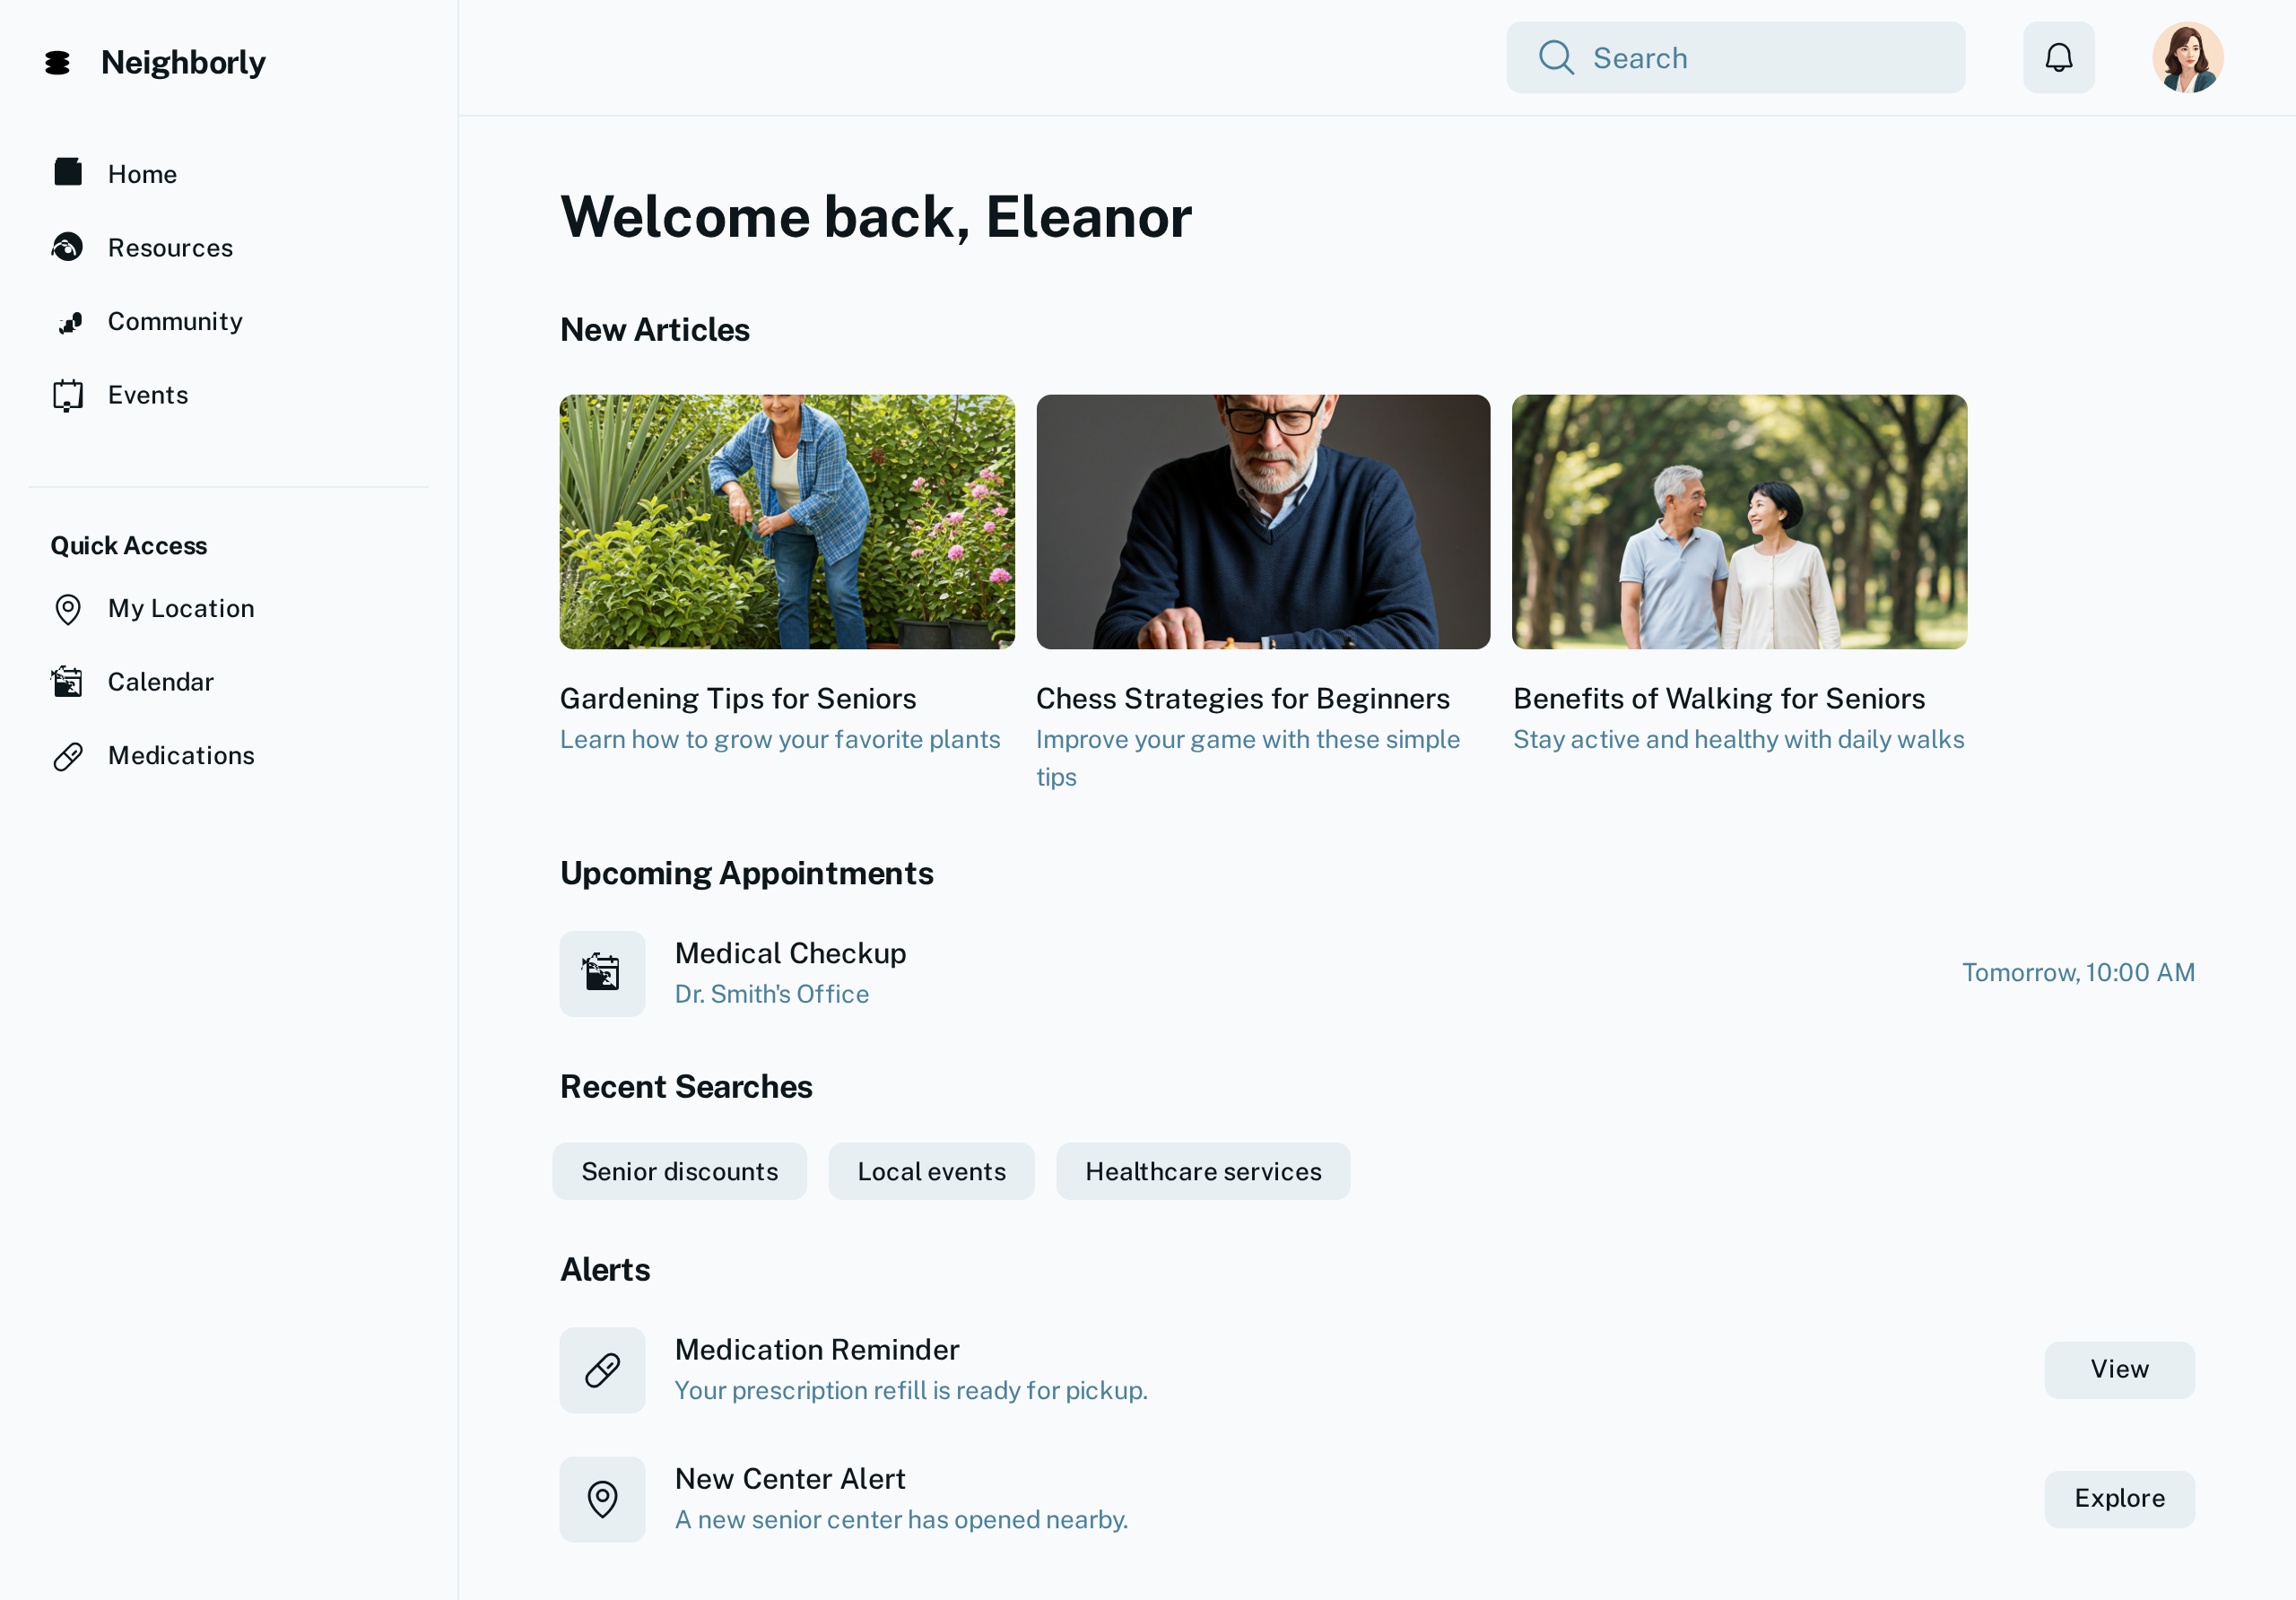 Neighborly
Search
Home
Resources
Community
Events
Quick Access
My Location
Calendar
Medications
Welcome back, Eleanor
New Articles
Gardening Tips for Seniors
Learn how to grow your favorite plants
Chess Strategies for Beginners
Improve your game with these simple
tips
Benefits of Walking for Seniors
Stay active and healthy with daily walks
Upcoming Appointments
Medical Checkup
Dr. Smith's Office
Tomorrow, 10:00 AM
Recent Searches
Senior discounts
Local events
Healthcare services
Alerts
Medication Reminder
Your prescription refill is ready for pickup.
View
New Center Alert
A new senior center has opened nearby.
Explore